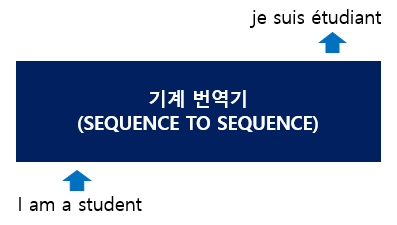 je suis étudiant
기계 번역기
(SEQUENCE TO SEQUENCE)
I am a student